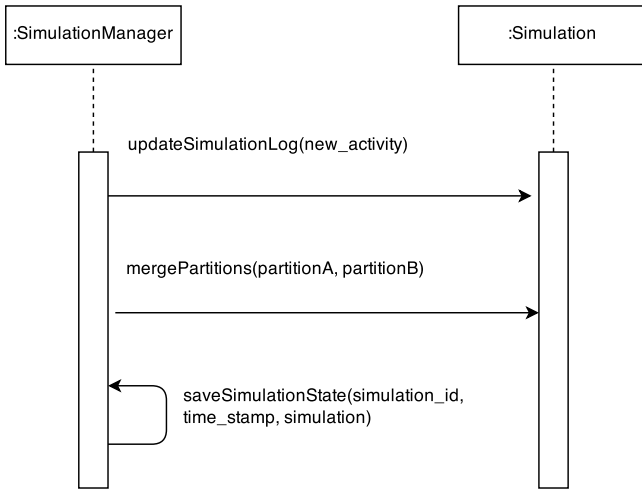 :SimulationManager
:Simulation
updateSimulationLog(new_activity)
mergePartitions(partitionA, partitionB)
saveSimulationState(simulation_id,
time_stamp, simulation)